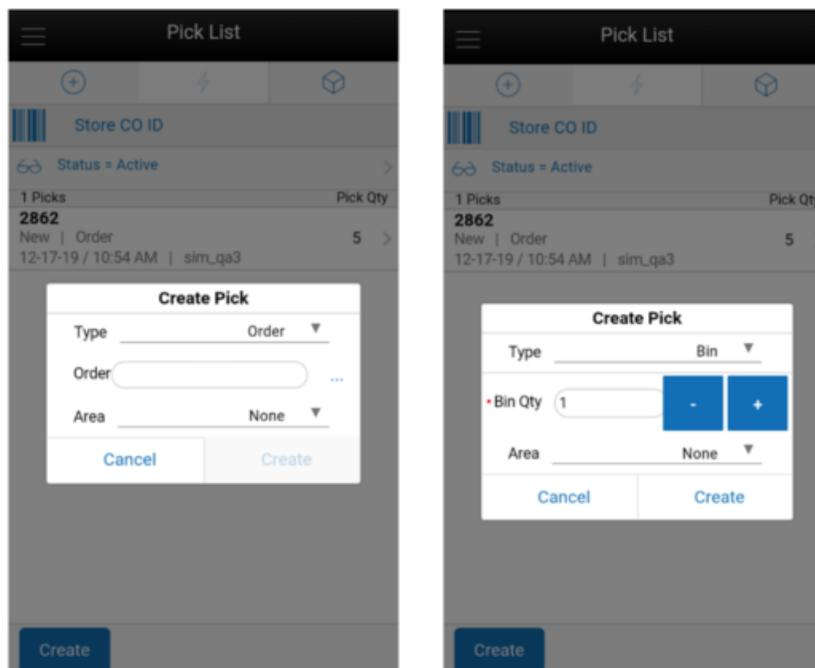 Pick List
Store CO ID
Status = Active
1 Picks Pick Qty
2862
New | Order 5
12-17-19 / 10:54 AM | sim_qa3
Create Pick
Type Order
Order ...
Area None
Cancel Create
Create
Pick List
Store CO ID
Status = Active
1 Picks Pick Qty
2862
New | Order 5
12-17-19 / 10:54 AM | sim_qa3
Create Pick
Type Bin
*Bin Qty 1 - +
Area None
Cancel Create
Create